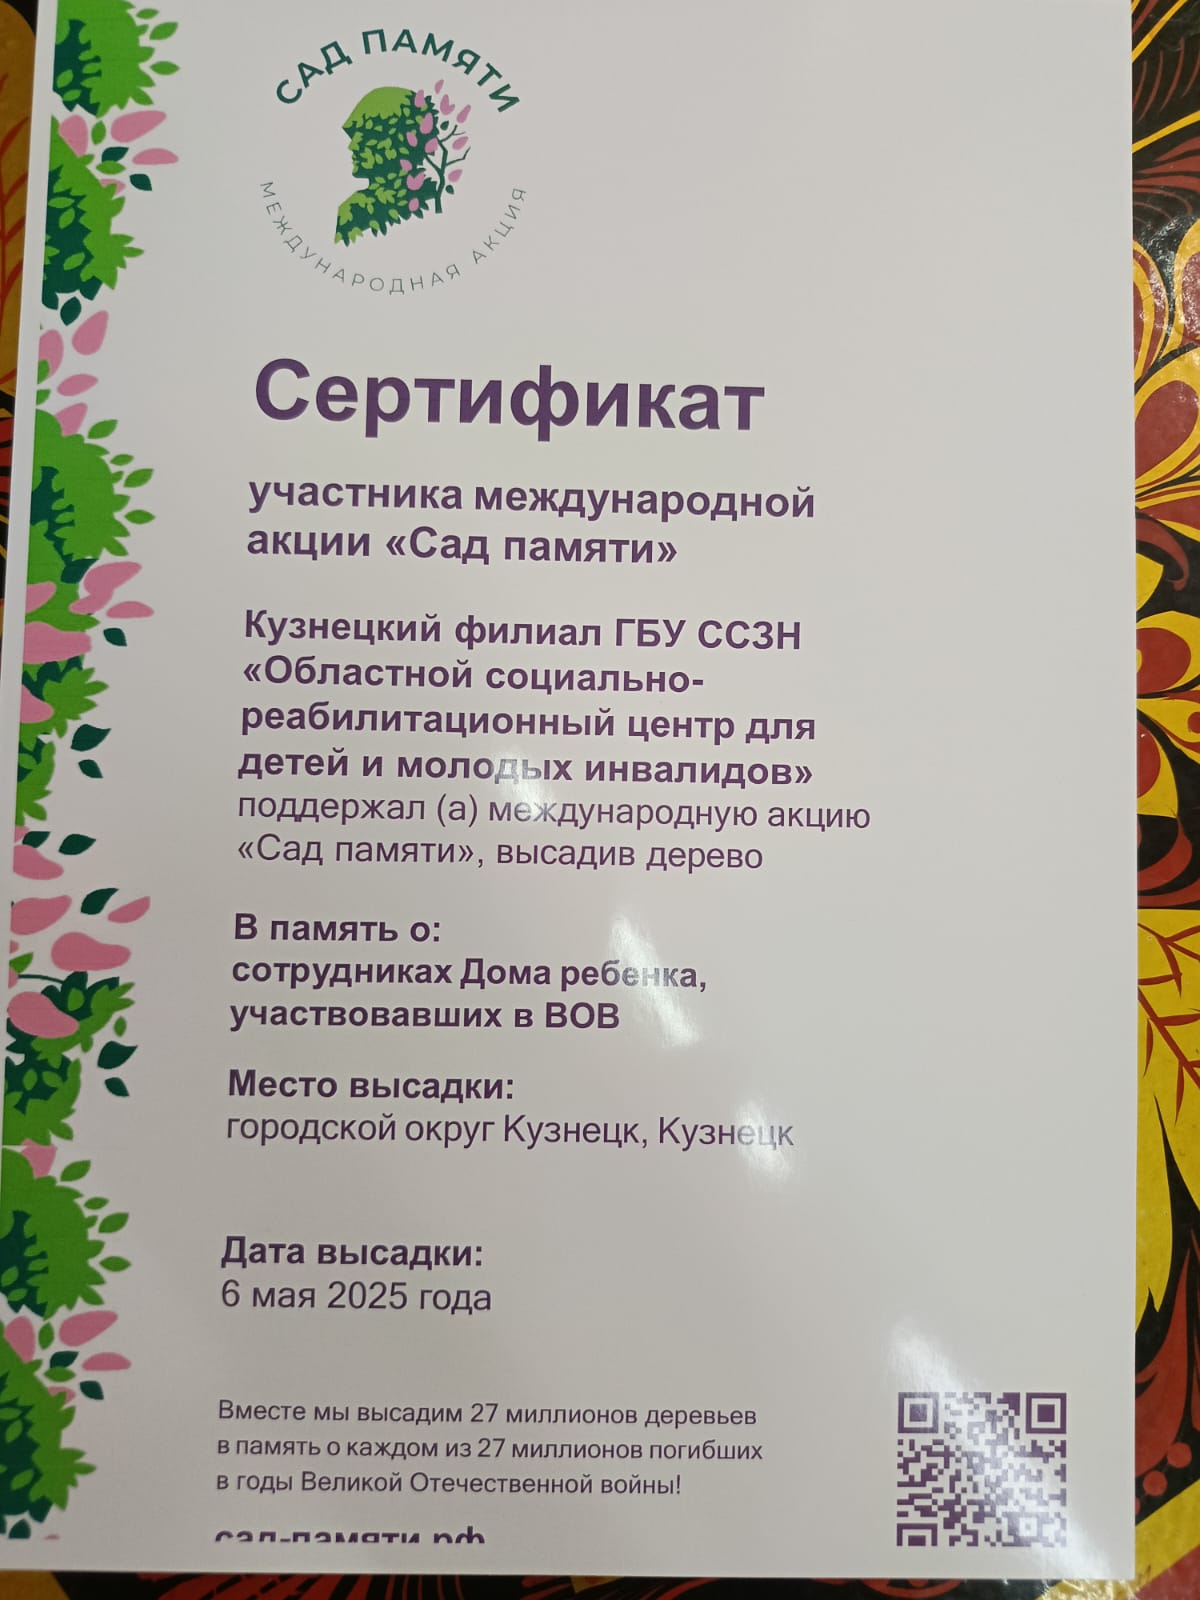 САД ПАМЯТИ
МЕЖДУНАРОДНАЯ АКЦИЯ
Сертификат
участника международной
акции «Сад памяти»
Кузнецкий филиал ГБУ ССЗН
«Областной социально-
реабилитационный центр для
детей и молодых инвалидов»
поддержал (а) международную акцию
«Сад памяти», высадив дерево
В память о:
сотрудниках Дома ребенка,
участвовавших в ВОВ
Место высадки:
городской округ Кузнецк, Кузнецк
Дата высадки:
6 мая 2025 года
Вместе мы высадим 27 миллионов деревьев
в память о каждом из 27 миллионов погибших
в годы Великой Отечественной войны!
сад-памяти.рф